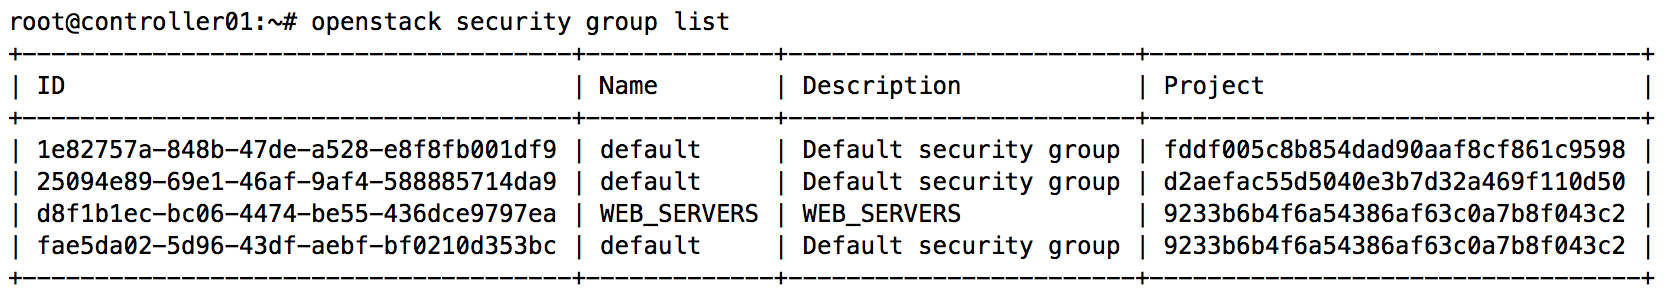 root@controller01:~# openstack security group list
+--------------------------------------+-------------+------------------------+----------------------------------+
| ID                                   | Name        | Description            | Project                          |
+--------------------------------------+-------------+------------------------+----------------------------------+
| 1e82757a-848b-47de-a528-e8f8fb001df9 | default     | Default security group | fddf005c8b854dad90aaf8cf861c9598 |
| 25094e89-69e1-46af-9af4-588885714da9 | default     | Default security group | d2aefac55d5040e3b7d32a469f110d50 |
| d8f1b1ec-bc06-4474-be55-436dce9797ea | WEB_SERVERS | WEB_SERVERS            | 9233b6b4f6a54386af63c0a7b8f043c2 |
| fae5da02-5d96-43df-aebf-bf0210d353bc | default     | Default security group | 9233b6b4f6a54386af63c0a7b8f043c2 |
+--------------------------------------+-------------+------------------------+----------------------------------+